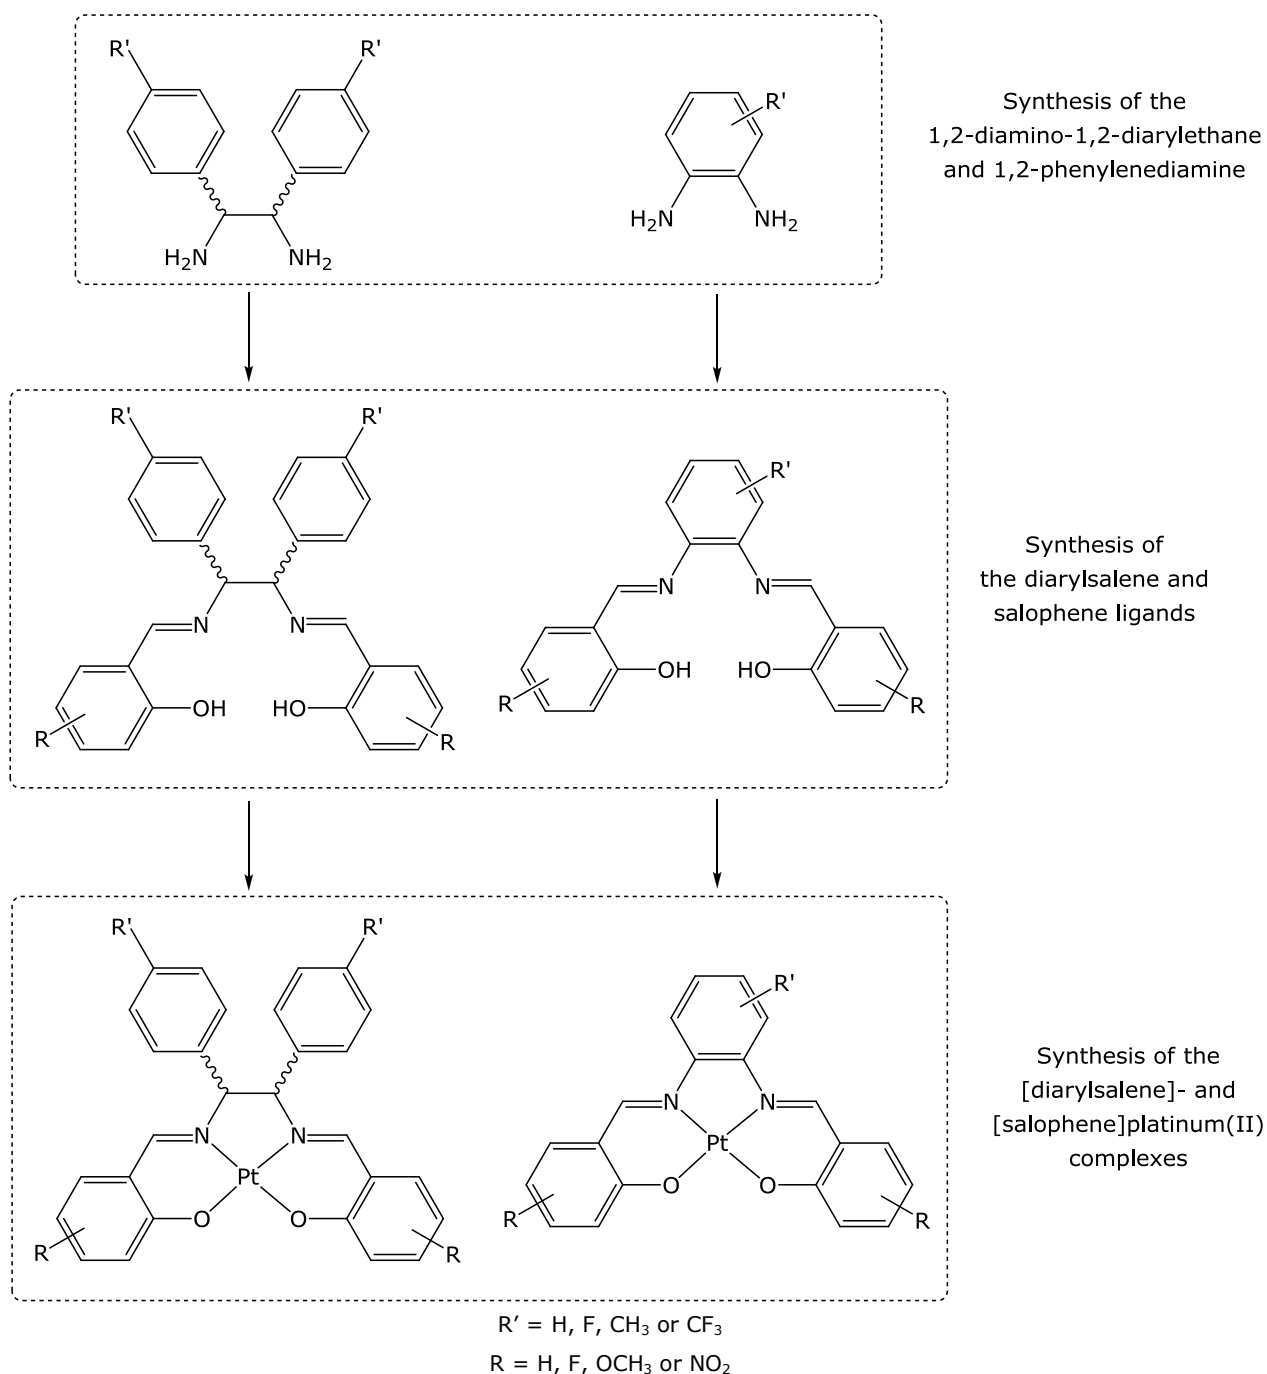 R' R'
R'
H₂N NH₂
H₂N NH₂
Synthesis of the
1,2-diamino-1,2-diarylethane
and 1,2-phenylenediamine
R' R'
R'
N N
N N
OH HO
OH HO
R R
R R
Synthesis of
the diarylsalene and
salophene ligands
R' R'
R'
N N
N N
Pt
Pt
O O
O O
R R
R R
Synthesis of the
[diarylsalene]- and
[salophene]platinum(II)
complexes
R' = H, F, CH₃ or CF₃
R = H, F, OCH₃ or NO₂